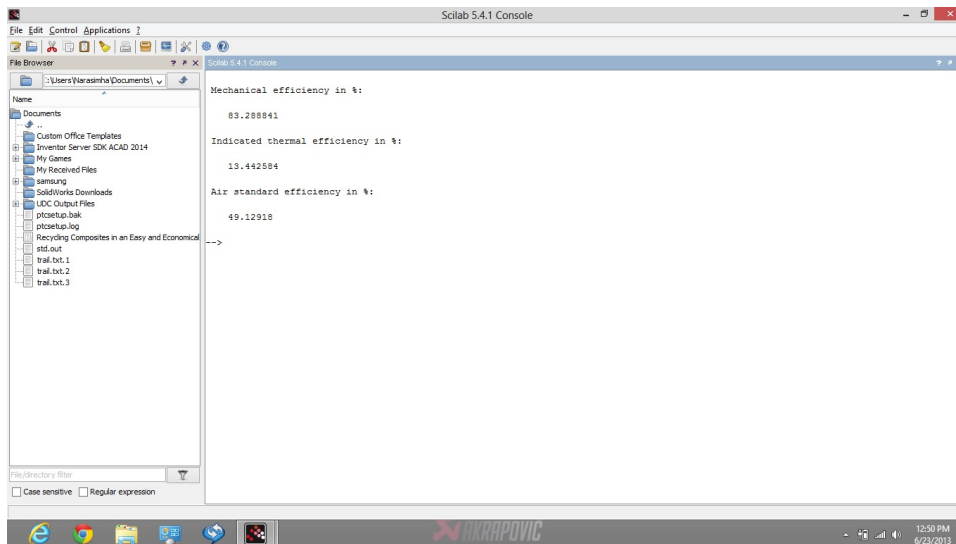 Scilab 5.4.1 Console
File Edit Control Applications ?
File Browser
Scilab 5.4.1 Console
:\Users\Narasimha\Documents\
Name
Documents
..
Custom Office Templates
Inventor Server SDK ACAD 2014
My Games
My Received Files
samsung
SolidWorks Downloads
UDC Output Files
ptcsetup.bak
ptcsetup.log
Recycling Composites in an Easy and Economical
std.out
trail.txt.1
trail.txt.2
trail.txt.3
Mechanical efficiency in %:
83.288841
Indicated thermal efficiency in %:
13.442584
Air standard efficiency in %:
49.12918
-->
File/directory filter
Case sensitive Regular expression
AKRAPOVIC
12:50 PM
6/23/2013